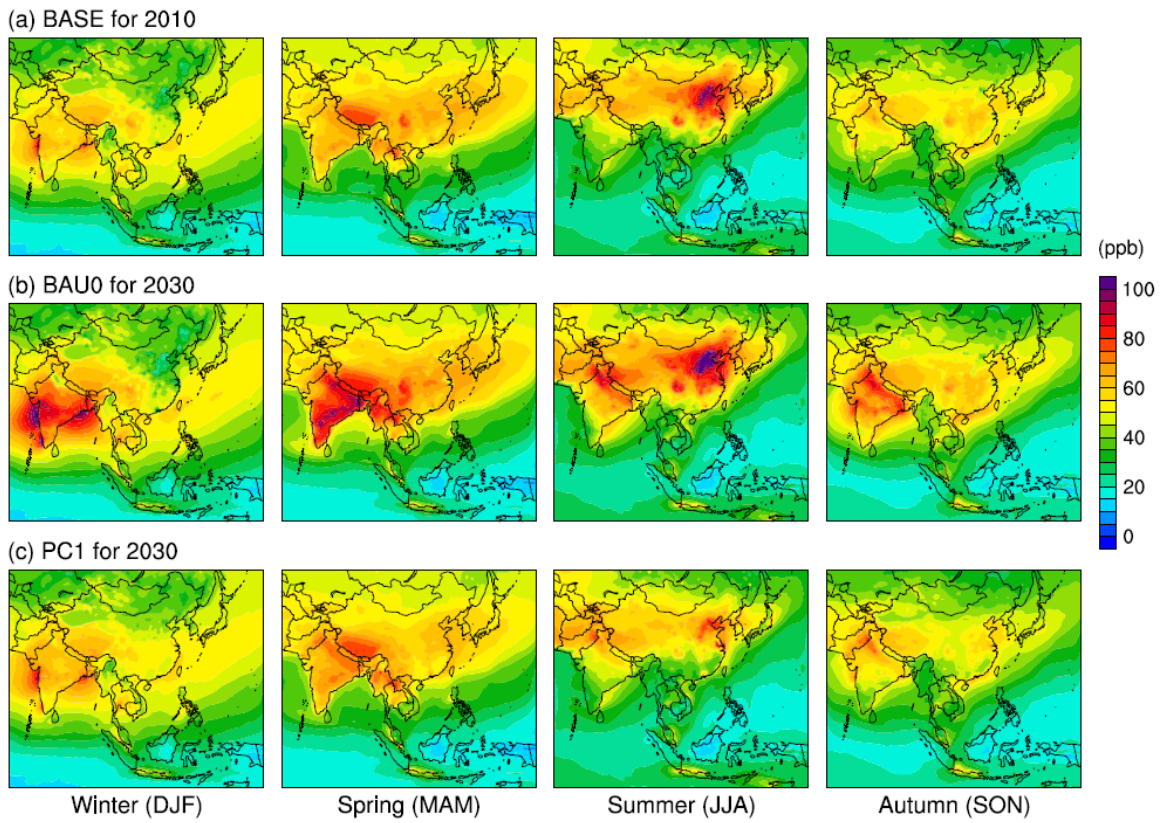 (a) BASE for 2010
(ppb)
(b) BAU0 for 2030
100
80
60
40
20
0
(c) PC1 for 2030
Winter (DJF)
Spring (MAM)
Summer (JJA)
Autumn (SON)